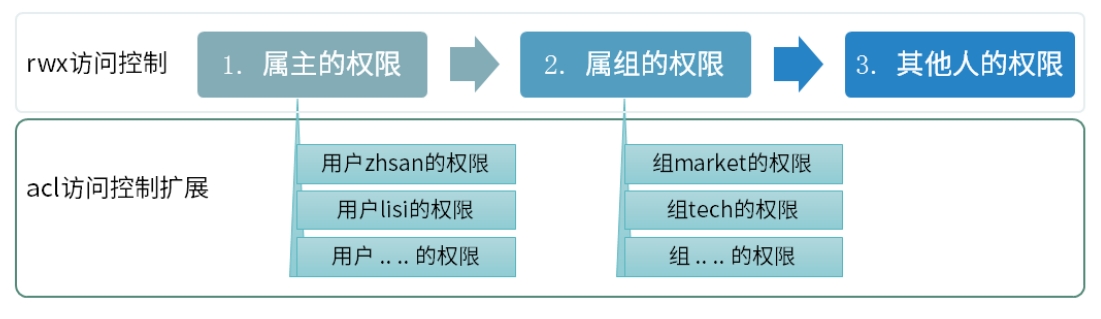 rwx访问控制
1. 属主的权限
2. 属组的权限
3. 其他人的权限
acl访问控制扩展
用户zhsan的权限
用户lisi的权限
用户 .. .. 的权限
组market的权限
组tech的权限
组 .. .. 的权限